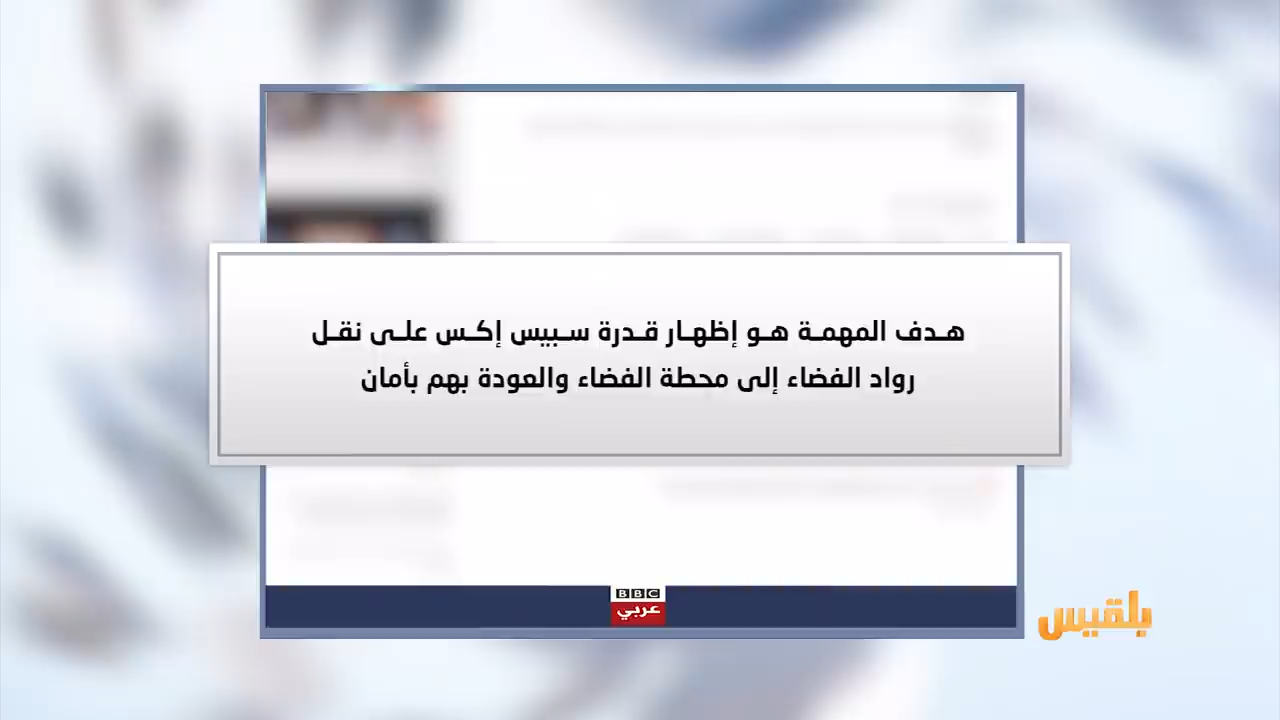 هدف المهمة هو إظهار قدرة سبيس إكس على نقل
رواد الفضاء إلى محطة الفضاء والعودة بهم بأمان
BBC
عربي
بلقيس